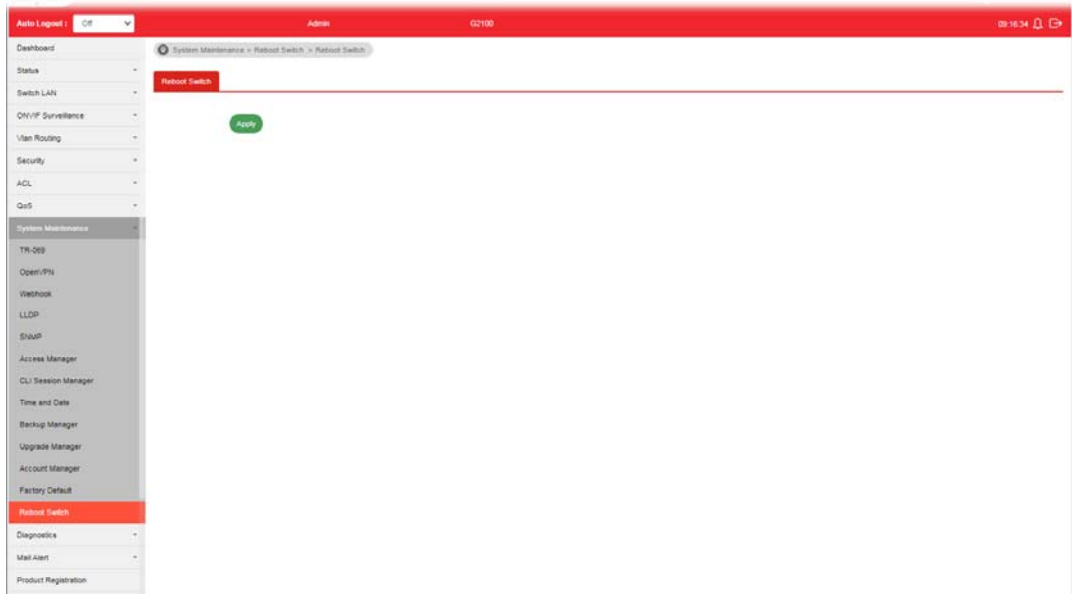 Auto Logout : Off Admin G2100 09:16:34
Dashboard
System Maintenance > Reboot Switch > Reboot Switch
Status
Reboot Switch
Switch LAN
ONVIF Surveillance
Apply
Vlan Routing
Security
ACL
QoS
System Maintenance
TR-069
OpenVPN
Webhook
LLDP
SNMP
Access Manager
CLI Session Manager
Time and Date
Backup Manager
Upgrade Manager
Account Manager
Factory Default
Reboot Switch
Diagnostics
Mail Alert
Product Registration